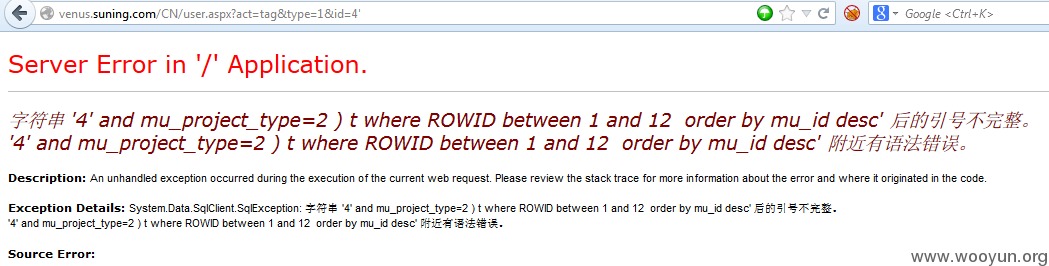 venus.suning.com/CN/user.aspx?act=tag&type=1&id=4'
Google <Ctrl+K>
Server Error in '/' Application.
字符串 '4' and mu_project_type=2 ) t where ROWID between 1 and 12  order by mu_id desc' 后的引号不完整。
'4' and mu_project_type=2 ) t where ROWID between 1 and 12  order by mu_id desc' 附近有语法错误。
Description: An unhandled exception occurred during the execution of the current web request. Please review the stack trace for more information about the error and where it originated in the code.
Exception Details: System.Data.SqlClient.SqlException: 字符串 '4' and mu_project_type=2 ) t where ROWID between 1 and 12  order by mu_id desc' 后的引号不完整。
'4' and mu_project_type=2 ) t where ROWID between 1 and 12  order by mu_id desc' 附近有语法错误。
Source Error:
www.wooyun.org